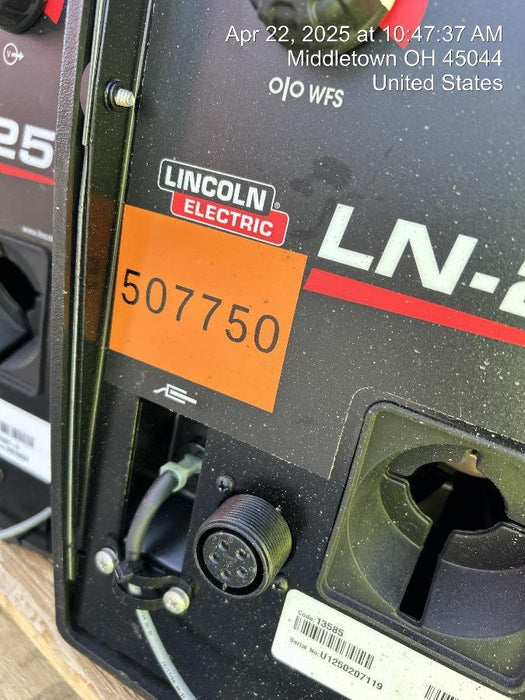 Apr 22, 2025 at 10:47:37 AM
Middletown OH 45044
United States
WFS
25
LINCOLN
ELECTRIC
LN-2
507750
Code: 13585
Serial No: U1250207119